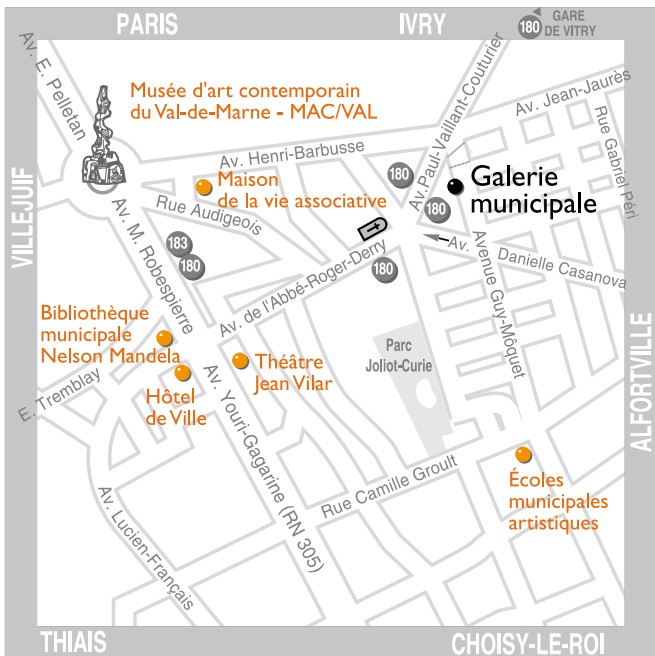 PARIS
IVRY
180
GARE
DE VITRY
Av. E. Pelletan
Musée d'art contemporain
du Val-de-Marne - MAC/VAL
Av. Jean-Jaurès
Av. Paul-Vaillant-Couturier
Rue Gabriel Péri
Av. Henri-Barbusse
180
Maison
de la vie associative
Galerie
municipale
180
Rue Audigeois
VILLEJUIF
Av. M. Robespierre
183
180
Av. de l'Abbé-Roger-Derry
180
Av. Danielle Casanova
Avenue Guy-Môquet
Bibliothèque
municipale
Nelson Mandela
Théâtre
Jean Vilar
Parc
Joliot-Curie
E. Tremblay
Hôtel
de Ville
Av. Youri-Gagarine (RN 305)
ALFORTVILLE
Rue Camille Groult
Écoles
municipales
artistiques
Av. Lucien-Français
THIAIS
CHOISY-LE-ROI